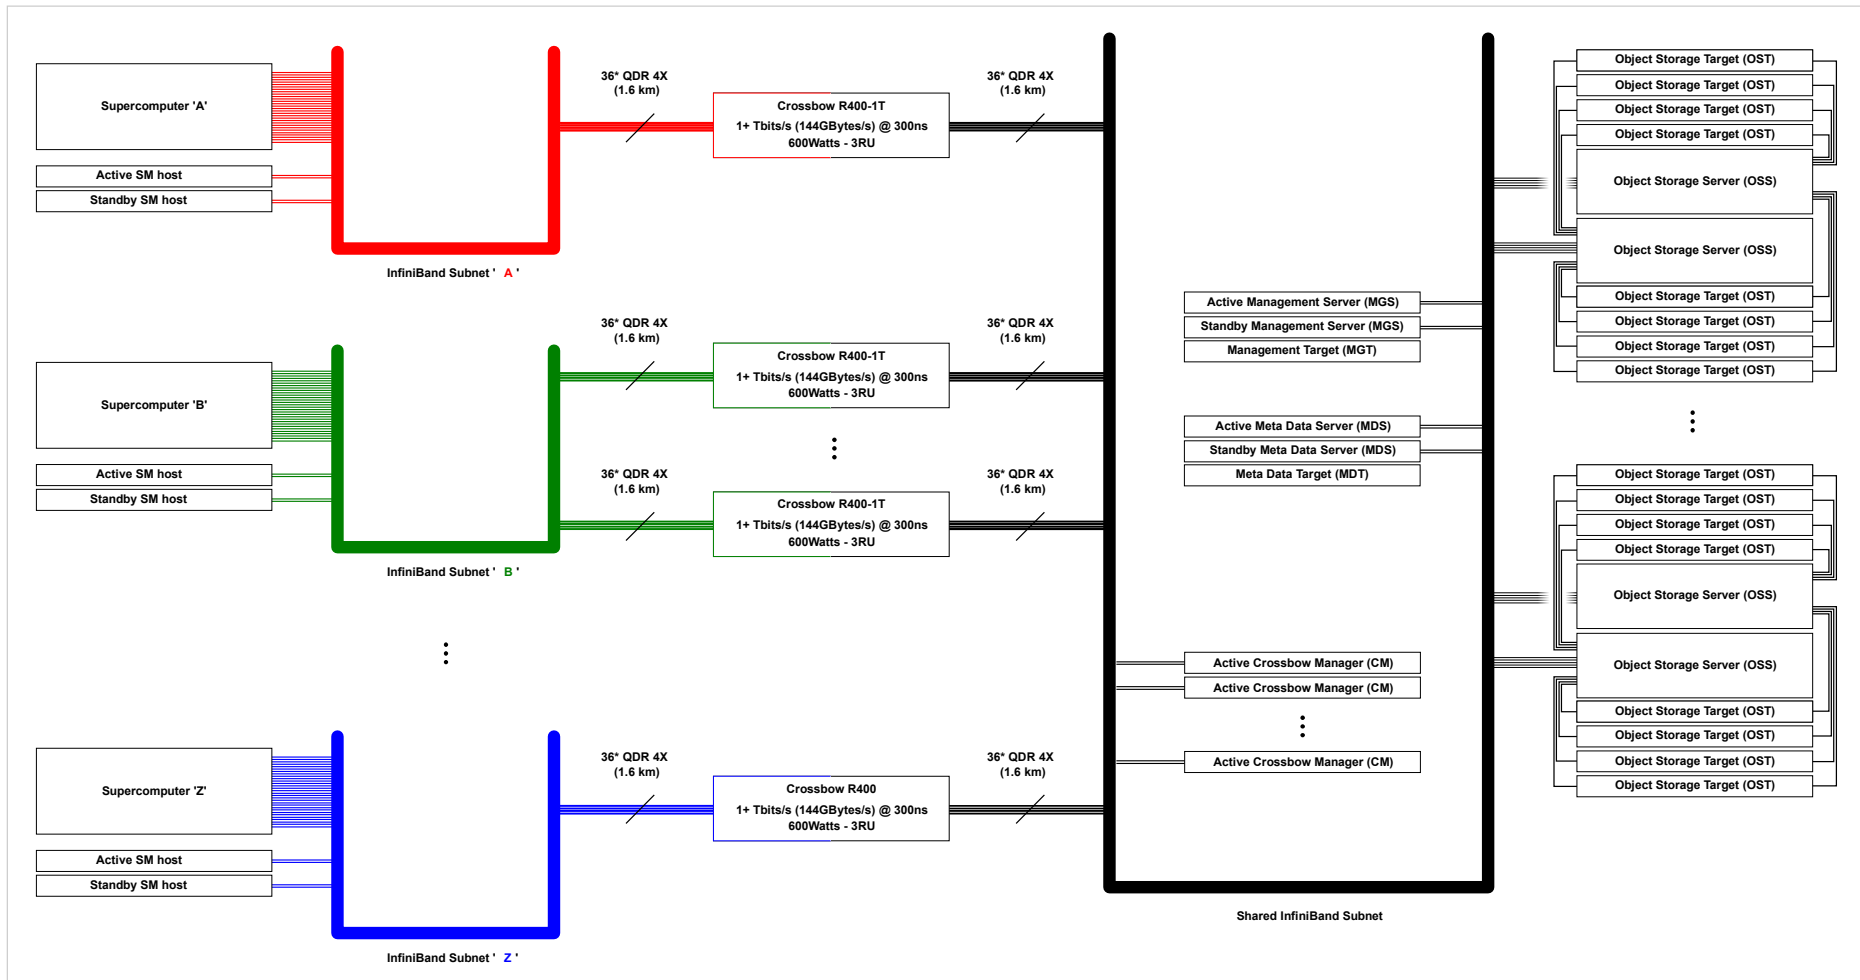 Supercomputer 'A'
Active SM host
Standby SM host
InfiniBand Subnet ' A '
36* QDR 4X
(1.6 km)
Crossbow R400-1T
1+ Tbits/s (144GBytes/s) @ 300ns
600Watts - 3RU
36* QDR 4X
(1.6 km)
Supercomputer 'B'
Active SM host
Standby SM host
InfiniBand Subnet ' B '
36* QDR 4X
(1.6 km)
Crossbow R400-1T
1+ Tbits/s (144GBytes/s) @ 300ns
600Watts - 3RU
36* QDR 4X
(1.6 km)
36* QDR 4X
(1.6 km)
Crossbow R400-1T
1+ Tbits/s (144GBytes/s) @ 300ns
600Watts - 3RU
36* QDR 4X
(1.6 km)
Supercomputer 'Z'
Active SM host
Standby SM host
InfiniBand Subnet ' Z '
36* QDR 4X
(1.6 km)
Crossbow R400
1+ Tbits/s (144GBytes/s) @ 300ns
600Watts - 3RU
36* QDR 4X
(1.6 km)
Active Management Server (MGS)
Standby Management Server (MGS)
Management Target (MGT)
Active Meta Data Server (MDS)
Standby Meta Data Server (MDS)
Meta Data Target (MDT)
Active Crossbow Manager (CM)
Active Crossbow Manager (CM)
Active Crossbow Manager (CM)
Shared InfiniBand Subnet
Object Storage Target (OST)
Object Storage Target (OST)
Object Storage Target (OST)
Object Storage Target (OST)
Object Storage Server (OSS)
Object Storage Server (OSS)
Object Storage Target (OST)
Object Storage Target (OST)
Object Storage Target (OST)
Object Storage Target (OST)
Object Storage Target (OST)
Object Storage Target (OST)
Object Storage Target (OST)
Object Storage Target (OST)
Object Storage Server (OSS)
Object Storage Server (OSS)
Object Storage Target (OST)
Object Storage Target (OST)
Object Storage Target (OST)
Object Storage Target (OST)